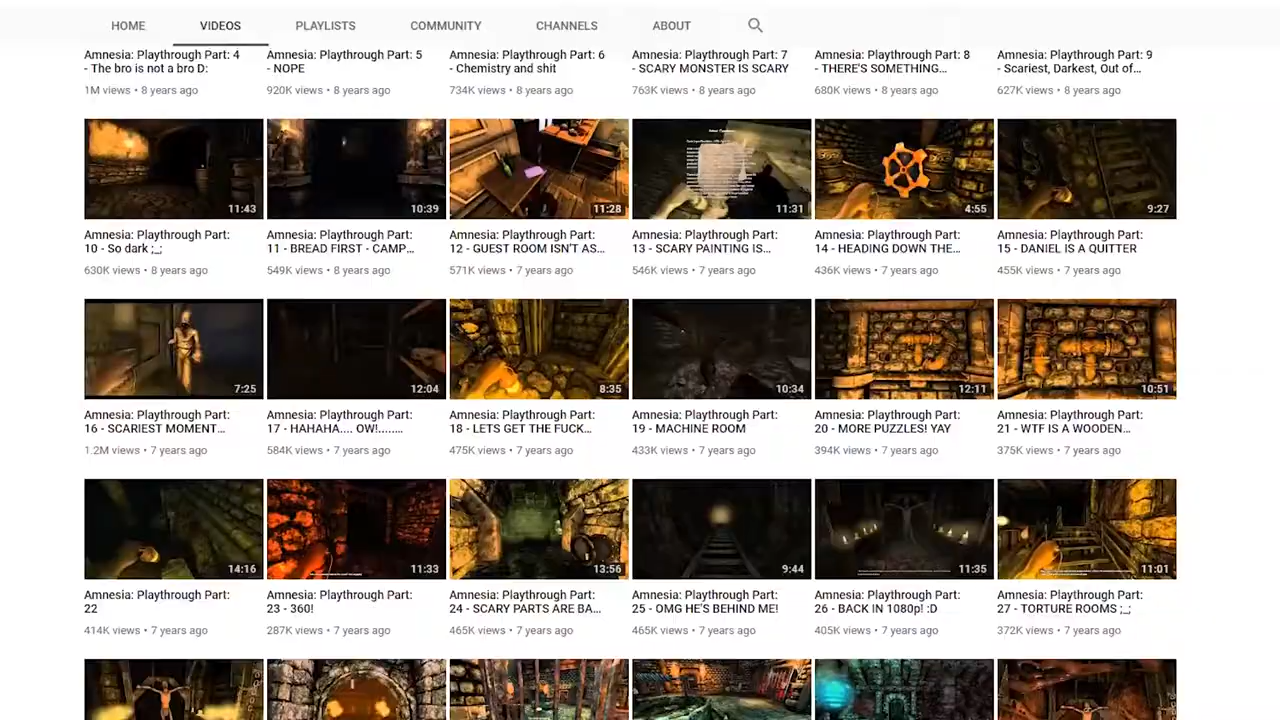 HOME VIDEOS PLAYLISTS COMMUNITY CHANNELS ABOUT
Amnesia: Playthrough Part: 4
- The bro is not a bro D:
1M views • 8 years ago
Amnesia: Playthrough Part: 5
- NOPE
920K views • 8 years ago
Amnesia: Playthrough Part: 6
- Chemistry and shit
734K views • 8 years ago
Amnesia: Playthrough Part: 7
- SCARY MONSTER IS SCARY
763K views • 8 years ago
Amnesia: Playthrough Part: 8
- THERE'S SOMETHING...
680K views • 8 years ago
Amnesia: Playthrough Part: 9
- Scariest, Darkest, Out of...
627K views • 8 years ago
11:43
Amnesia: Playthrough Part:
10 - So dark ;_;
630K views • 8 years ago
10:39
Amnesia: Playthrough Part:
11 - BREAD FIRST - CAMP...
549K views • 8 years ago
11:28
Amnesia: Playthrough Part:
12 - GUEST ROOM ISN'T AS...
571K views • 7 years ago
11:31
Amnesia: Playthrough Part:
13 - SCARY PAINTING IS...
546K views • 7 years ago
4:55
Amnesia: Playthrough Part:
14 - HEADING DOWN THE...
436K views • 7 years ago
9:27
Amnesia: Playthrough Part:
15 - DANIEL IS A QUITTER
455K views • 7 years ago
7:25
Amnesia: Playthrough Part:
16 - SCARIEST MOMENT...
1.2M views • 7 years ago
12:04
Amnesia: Playthrough Part:
17 - HAHAHA.... OW!.....…
584K views • 7 years ago
8:35
Amnesia: Playthrough Part:
18 - LETS GET THE FUCK...
475K views • 7 years ago
10:34
Amnesia: Playthrough Part:
19 - MACHINE ROOM
433K views • 7 years ago
12:11
Amnesia: Playthrough Part:
20 - MORE PUZZLES! YAY
394K views • 7 years ago
10:51
Amnesia: Playthrough Part:
21 - WTF IS A WOODEN...
375K views • 7 years ago
14:16
Amnesia: Playthrough Part:
22
414K views • 7 years ago
11:33
Amnesia: Playthrough Part:
23 - 360!
287K views • 7 years ago
13:56
Amnesia: Playthrough Part:
24 - SCARY PARTS ARE BA...
465K views • 7 years ago
9:44
Amnesia: Playthrough Part:
25 - OMG HE'S BEHIND ME!
465K views • 7 years ago
11:35
Amnesia: Playthrough Part:
26 - BACK IN 1080p! :D
405K views • 7 years ago
11:01
Amnesia: Playthrough Part:
27 - TORTURE ROOMS ;_;
372K views • 7 years ago